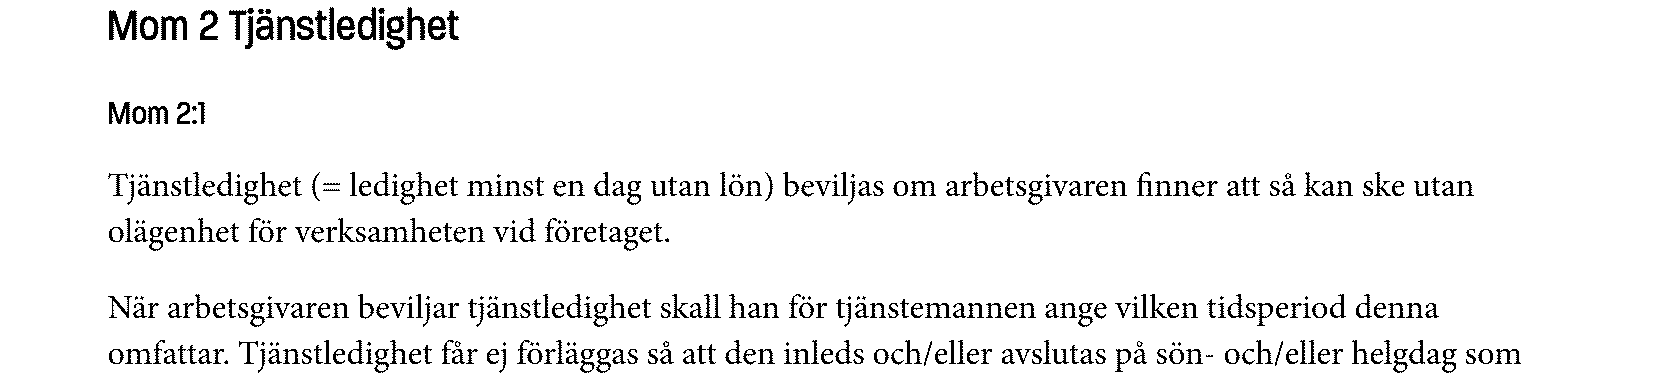 Mom 2 Tjänstledighet
Mom 2:1
Tjänstledighet (= ledighet minst en dag utan lön) beviljas om arbetsgivaren finner att så kan ske utan
olägenhet för verksamheten vid företaget.
När arbetsgivaren beviljar tjänstledighet skall han för tjänstemannen ange vilken tidsperiod denna
omfattar. Tjänstledighet får ej förläggas så att den inleds och/eller avslutas på sön- och/eller helgdag som